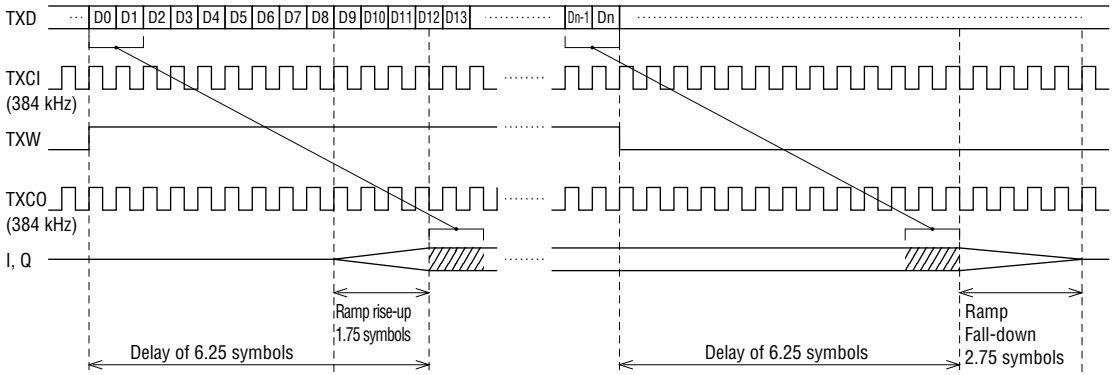 TXD
D0 D1 D2 D3 D4 D5 D6 D7 D8 D9 D10 D11 D12 D13 Dn-1 Dn
TXCI
(384 kHz)
TXW
TXCO
(384 kHz)
I, Q
Ramp rise-up
1.75 symbols
Ramp
Fall-down
2.75 symbols
Delay of 6.25 symbols
Delay of 6.25 symbols